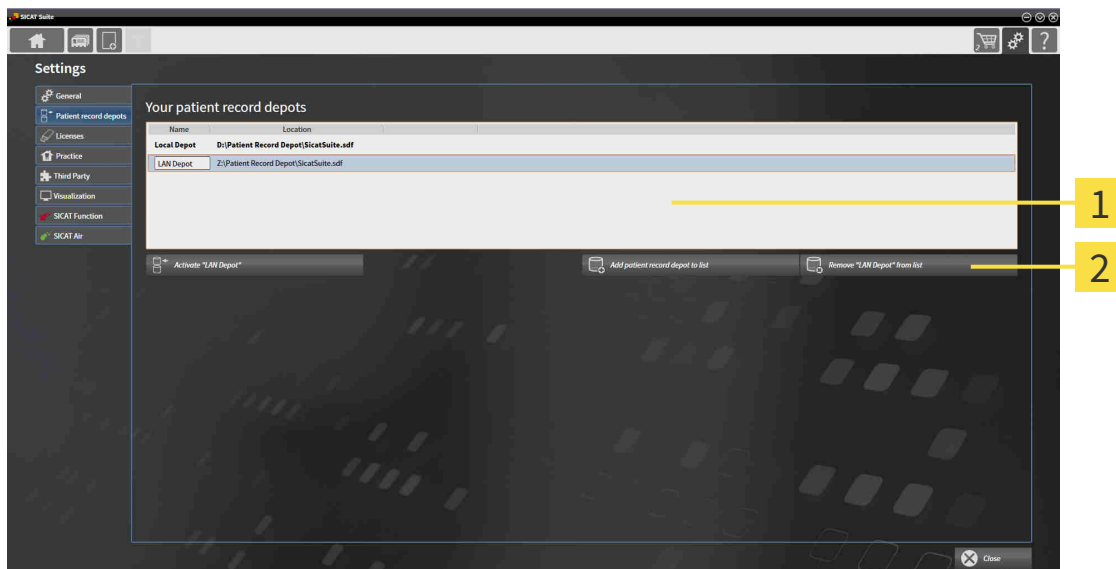 SICAT Suite
2
?
Settings
General
Patient record depots
Licenses
Practice
Third Party
Visualization
SICAT Function
SICAT Air
Your patient record depots
Name Location
Local Depot D:\Patient Record Depot\SicatSuite.sdf
LAN Depot Z:\Patient Record Depot\SicatSuite.sdf
1
Activate "LAN Depot" Add patient record depot to list Remove "LAN Depot" from list
2
Close